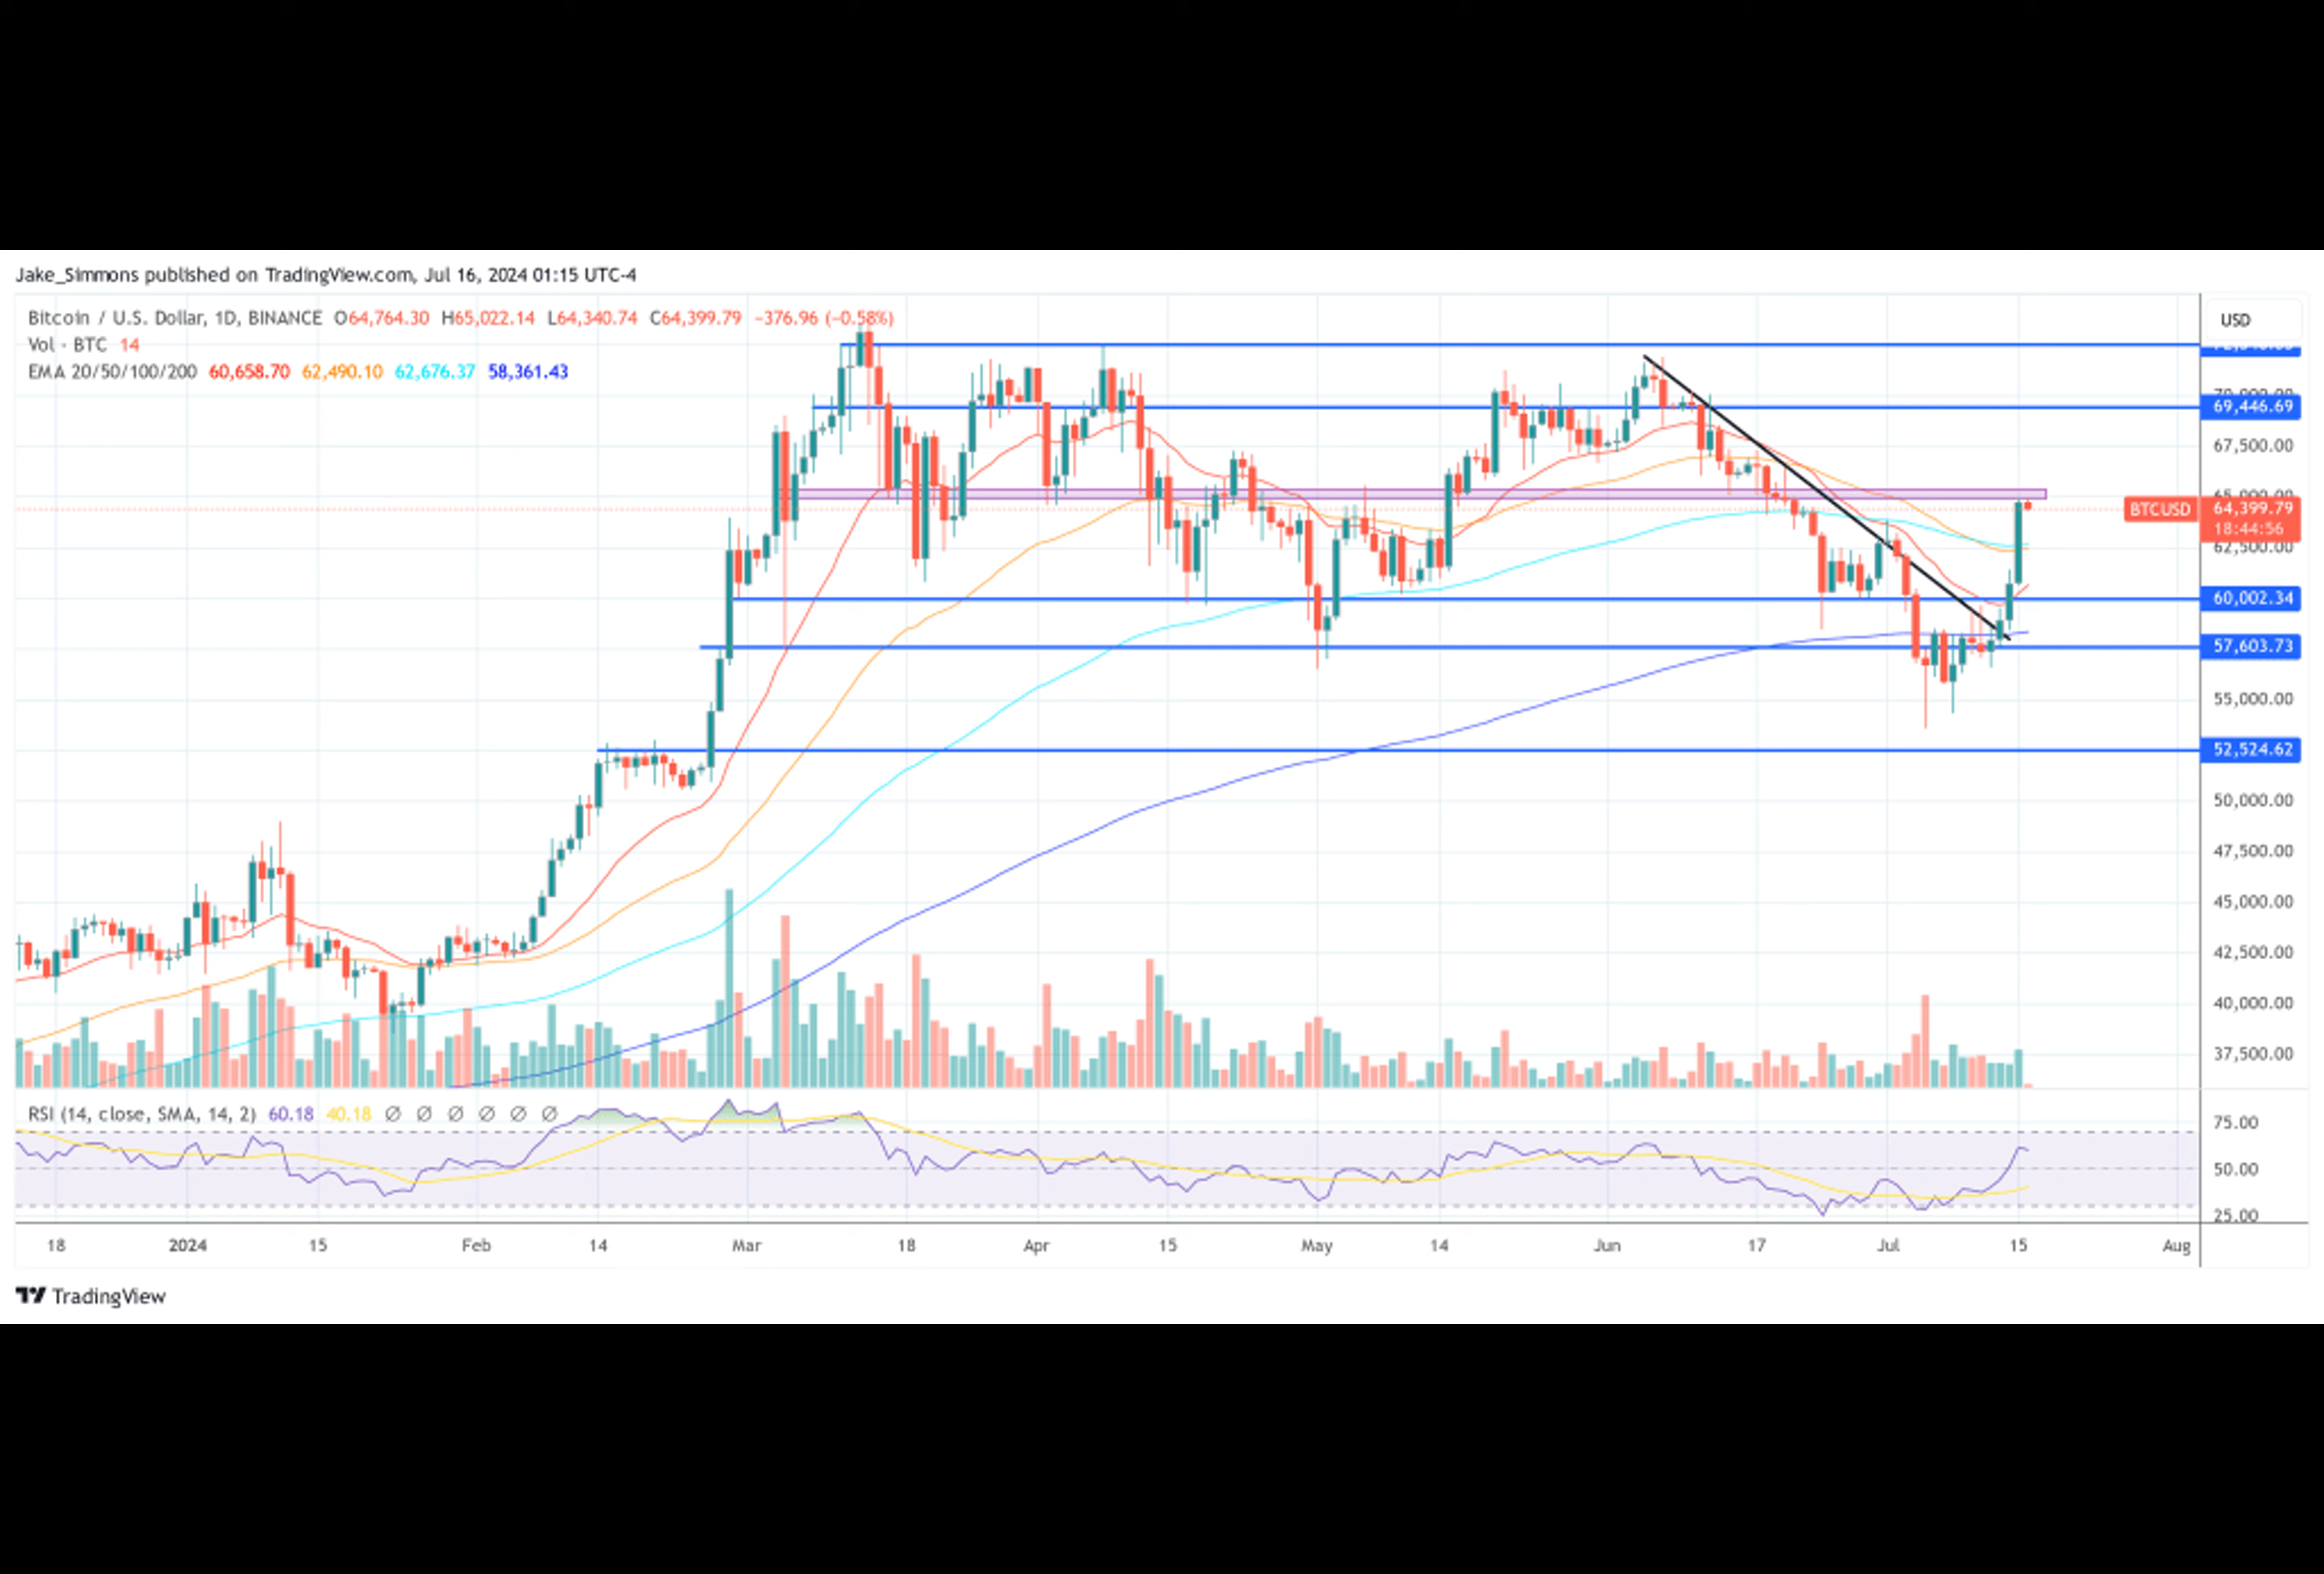 Jake_Simmons published on TradingView.com, Jul 16, 2024 01:15 UTC-4
Bitcoin / U.S. Dollar, 1D, BINANCE O64,764.30 H65,022.14 L64,340.74 C64,399.79 −376.96 (−0.58%)
Vol · BTC 14
EMA 20/50/100/200 60,658.70 62,490.10 62,676.37 58,361.43
USD
70,000.00
69,446.69
67,500.00
65,000.00
BTCUSD 64,399.79
18:44:56
62,500.00
60,002.34
57,603.73
55,000.00
52,524.62
50,000.00
47,500.00
45,000.00
42,500.00
40,000.00
37,500.00
RSI (14, close, SMA, 14, 2) 60.18 40.18 ∅ ∅ ∅ ∅ ∅ ∅
75.00
50.00
25.00
18 2024 15 Feb 14 Mar 18 Apr 15 May 14 Jun 17 Jul 15 Aug
TradingView